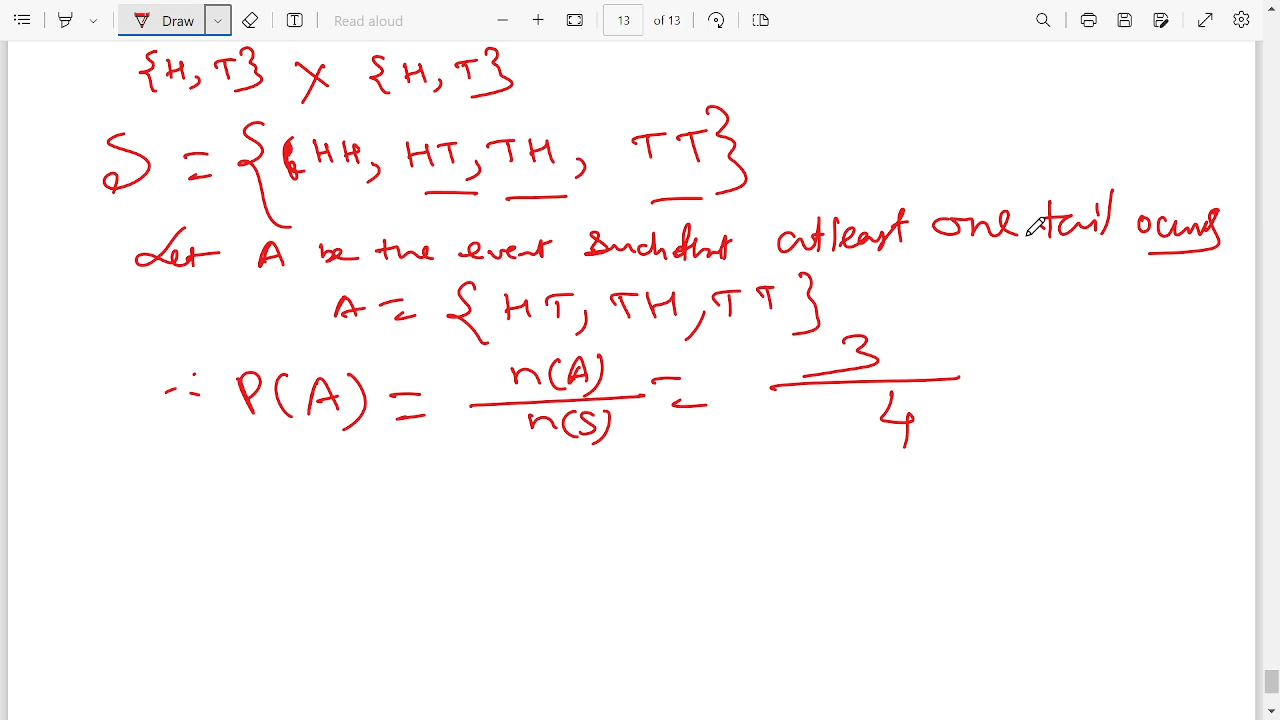 Draw T Read aloud 13 of 13
{H, T} X {H, T}
S = { HH, HT, TH, TT }
Let A be the event such that atleast one tail occurs
A = { HT, TH, TT }
∴ P(A) = n(A) / n(S) = 3 / 4